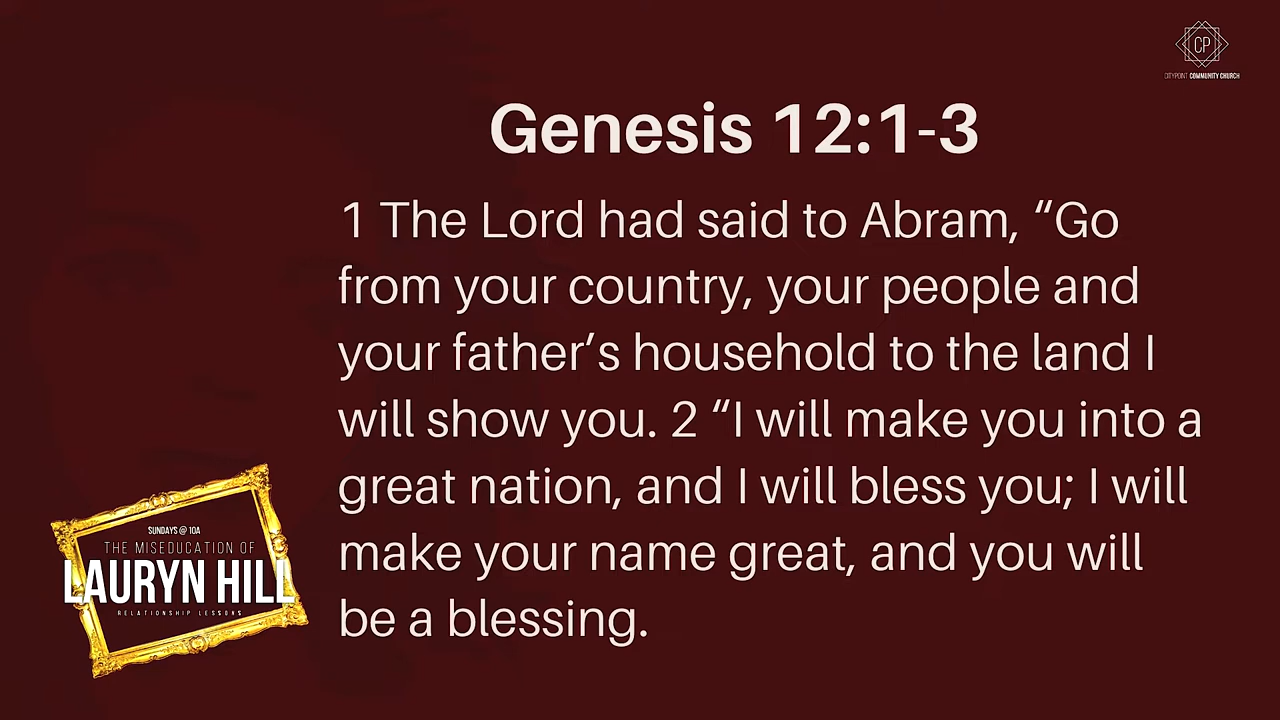 CP
CITYPOINT COMMUNITY CHURCH
Genesis 12:1-3
1 The Lord had said to Abram, “Go
from your country, your people and
your father’s household to the land I
will show you. 2 “I will make you into a
great nation, and I will bless you; I will
make your name great, and you will
be a blessing.
SUNDAYS @ 10A
THE MISEDUCATION OF
LAURYN HILL
RELATIONSHIP LESSONS